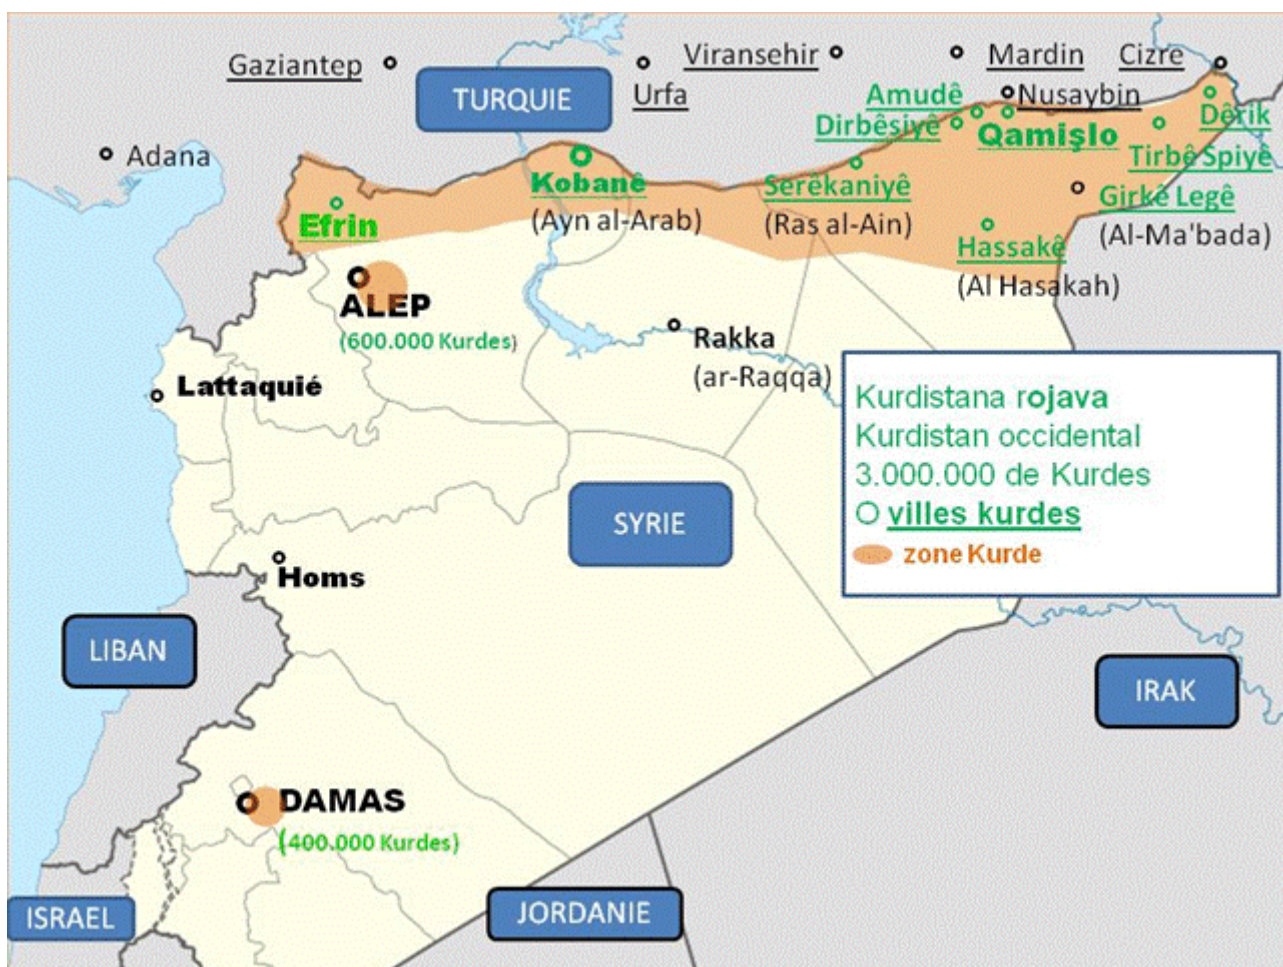 Gaziantep
TURQUIE
Urfa
Viransehir
Mardin
Cizre
Adana
Amudê
Nusaybin
Dêrik
Dirbêsiyê
Qamişlo
Tirbê Spiyê
Kobanê
(Ayn al-Arab)
Serêkaniyê
(Ras al-Ain)
Girkê Legê
(Al-Ma'bada)
Efrin
Hassakê
(Al Hasakah)
ALEP
(600.000 Kurdes)
Rakka
(ar-Raqqa)
Lattaquié
Kurdistana rojava
Kurdistan occidental
3.000.000 de Kurdes
villes kurdes
zone Kurde
SYRIE
Homs
LIBAN
IRAK
DAMAS
(400.000 Kurdes)
ISRAEL
JORDANIE